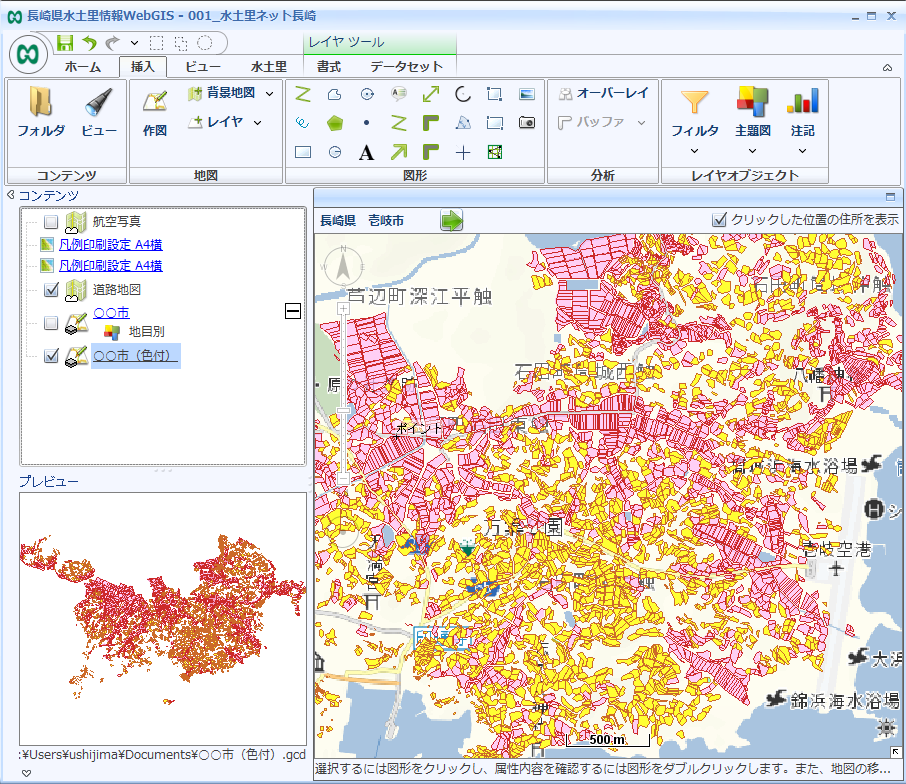 長崎県水土里情報WebGIS - 001_水土里ネット長崎
レイヤ ツール
ホーム 挿入 ビュー 水土里 書式 データセット
フォルダ ビュー 作図 背景地図 レイヤ A オーバーレイ バッファ フィルタ 主題図 注記
コンテンツ 地図 図形 分析 レイヤオブジェクト
コンテンツ
航空写真
凡例印刷設定 A4横
凡例印刷設定 A4横
道路地図
〇〇市
地目別
〇〇市（色付）
プレビュー
:¥Users¥ushijima¥Documents¥〇〇市（色付）.gcd
長崎県 壱岐市 クリックした位置の住所を表示
N
W E
芦辺町深江平触
ポイント
海水浴場
H シ
壱岐空港
大浜
錦浜海水浴場
500 m
選択するには図形をクリックし、属性内容を確認するには図形をダブルクリックします。また、地図の移...